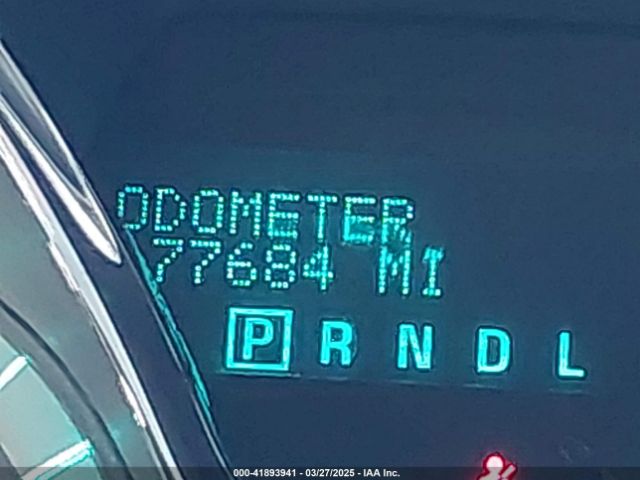 ODOMETER
77684 MI
P R N D L
000-41893941 - 03/27/2025 - IAA Inc.